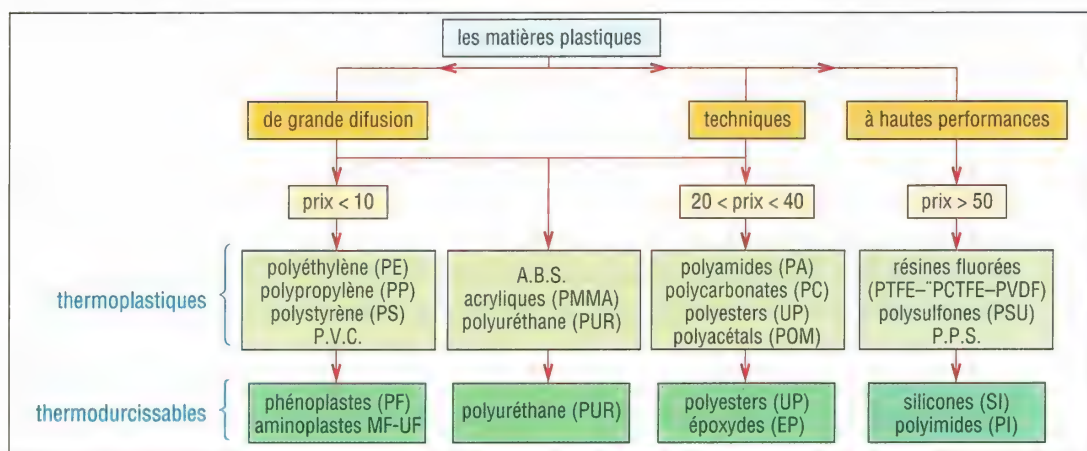 les matières plastiques
de grande difusion
techniques
à hautes performances
prix < 10
20 < prix < 40
prix > 50
thermoplastiques
polyéthylène (PE)
polypropylène (PP)
polystyrène (PS)
P.V.C.
A.B.S.
acryliques (PMMA)
polyuréthane (PUR)
polyamides (PA)
polycarbonates (PC)
polyesters (UP)
polyacétals (POM)
résines fluorées
(PTFE–¨PCTFE–PVDF)
polysulfones (PSU)
P.P.S.
thermodurcissables
phénoplastes (PF)
aminoplastes MF-UF
polyuréthane (PUR)
polyesters (UP)
époxydes (EP)
silicones (SI)
polyimides (PI)